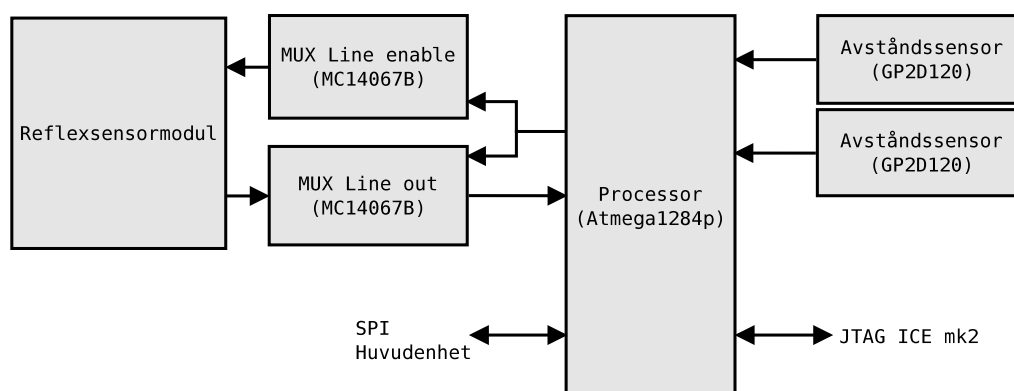 Reflexsensormodul
MUX Line enable
(MC14067B)
MUX Line out
(MC14067B)
Processor
(Atmega1284p)
Avståndssensor
(GP2D120)
Avståndssensor
(GP2D120)
SPI
Huvudenhet
JTAG ICE mk2